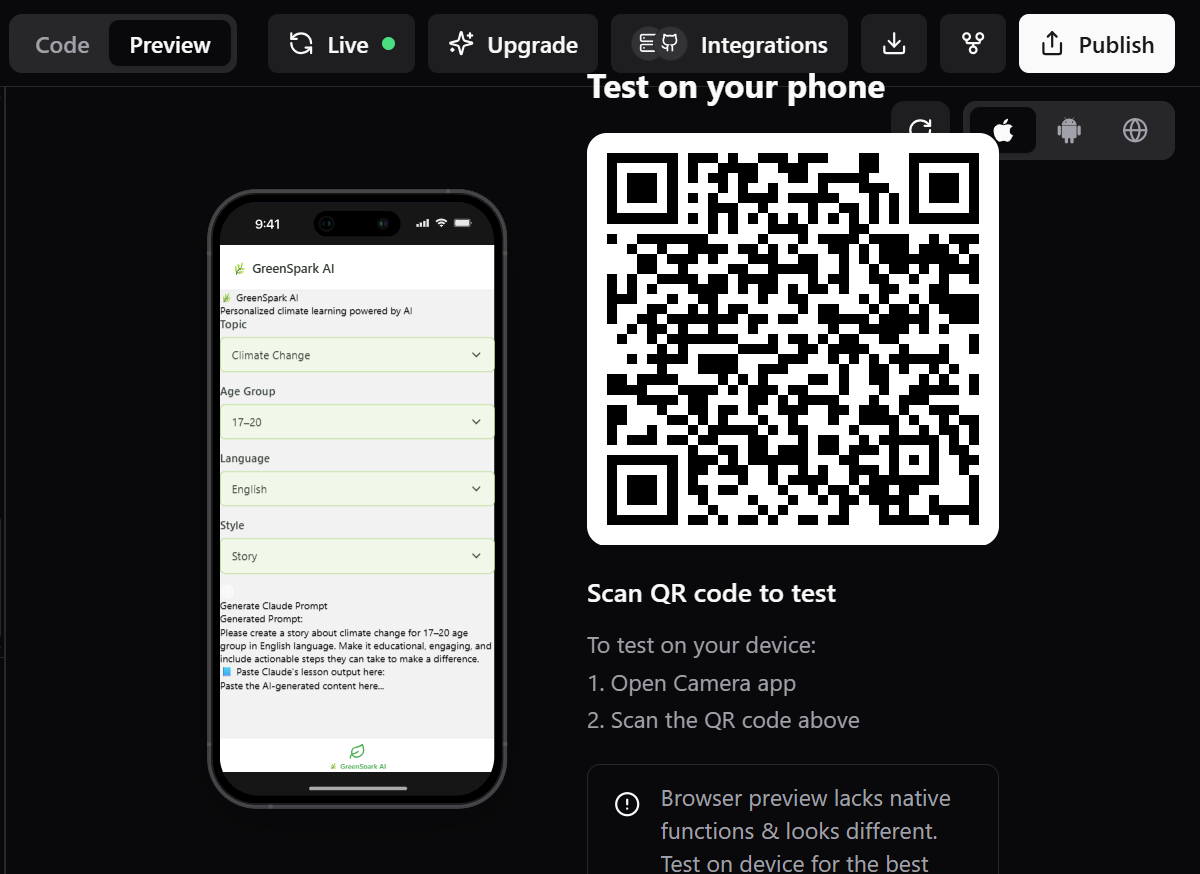 Code
Preview
Live
Upgrade
Integrations
Publish
Test on your phone
9:41
GreenSpark AI
GreenSpark AI
Personalized climate learning powered by AI
Topic
Climate Change
Age Group
17–20
Language
English
Style
Story
Generate Claude Prompt
Generated Prompt:
Please create a story about climate change for 17–20 age
group in English language. Make it educational, engaging, and
include actionable steps they can take to make a difference.
Paste Claude's lesson output here:
Paste the AI-generated content here...
GreenSpark AI
Scan QR code to test
To test on your device:
1. Open Camera app
2. Scan the QR code above
Browser preview lacks native
functions & looks different.
Test on device for the best